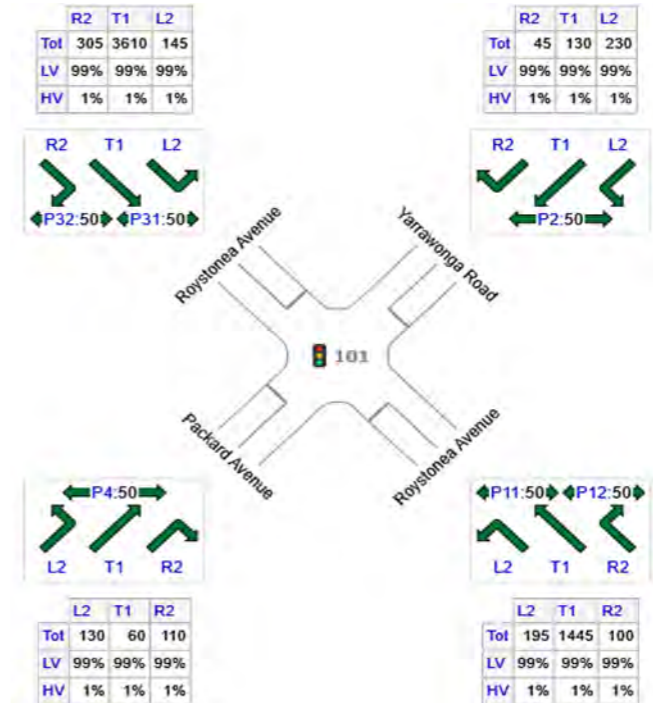 R2 T1 L2
Tot 305 3610 145
LV 99% 99% 99%
HV 1% 1% 1%
R2 T1 L2
P32:50 P31:50
R2 T1 L2
Tot 45 130 230
LV 99% 99% 99%
HV 1% 1% 1%
R2 T1 L2
P2:50
Roystonea Avenue
Yarrawonga Road
101
Packard Avenue
Roystonea Avenue
P4:50
L2 T1 R2
L2 T1 R2
Tot 130 60 110
LV 99% 99% 99%
HV 1% 1% 1%
P11:50 P12:50
L2 T1 R2
L2 T1 R2
Tot 195 1445 100
LV 99% 99% 99%
HV 1% 1% 1%